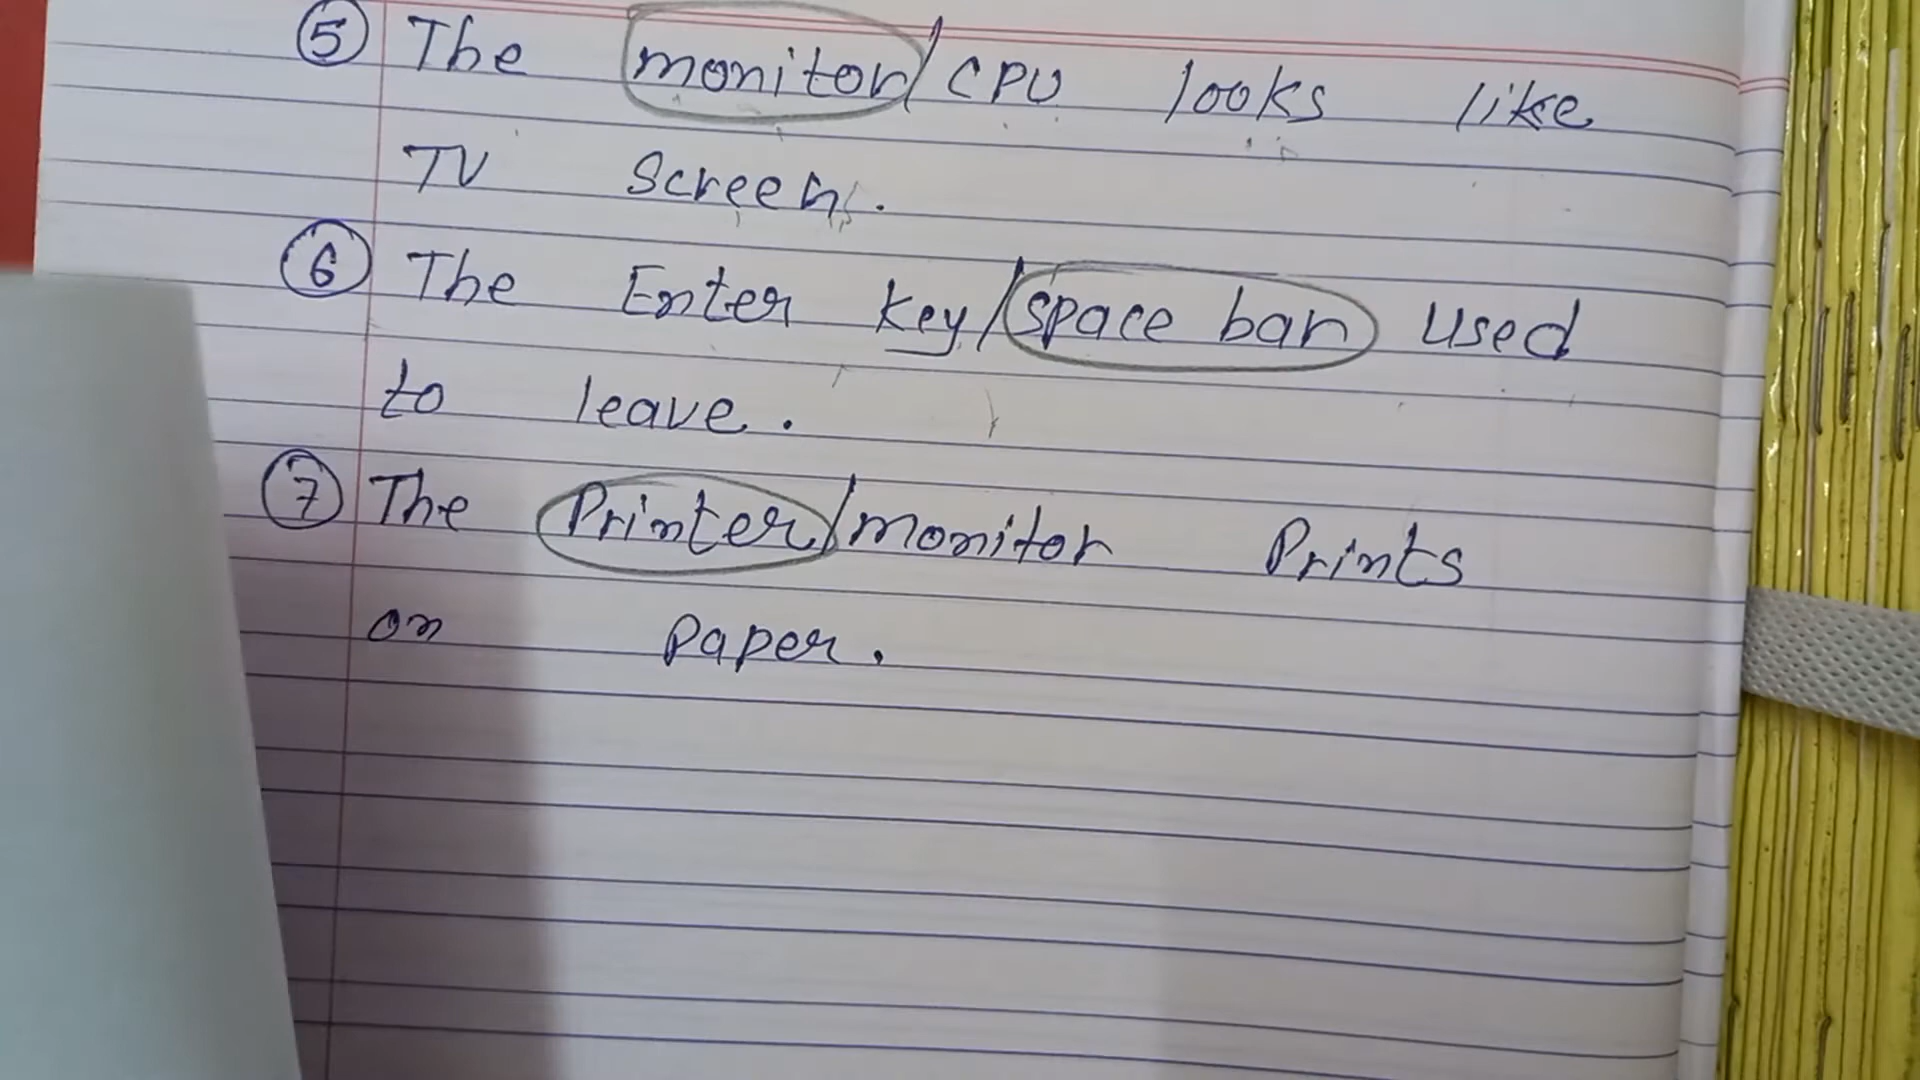 ⑤ The monitor/CPU looks like
TV Screen.
⑥ The Enter key/space bar used
to leave.
⑦ The Printer/monitor Prints
on paper.